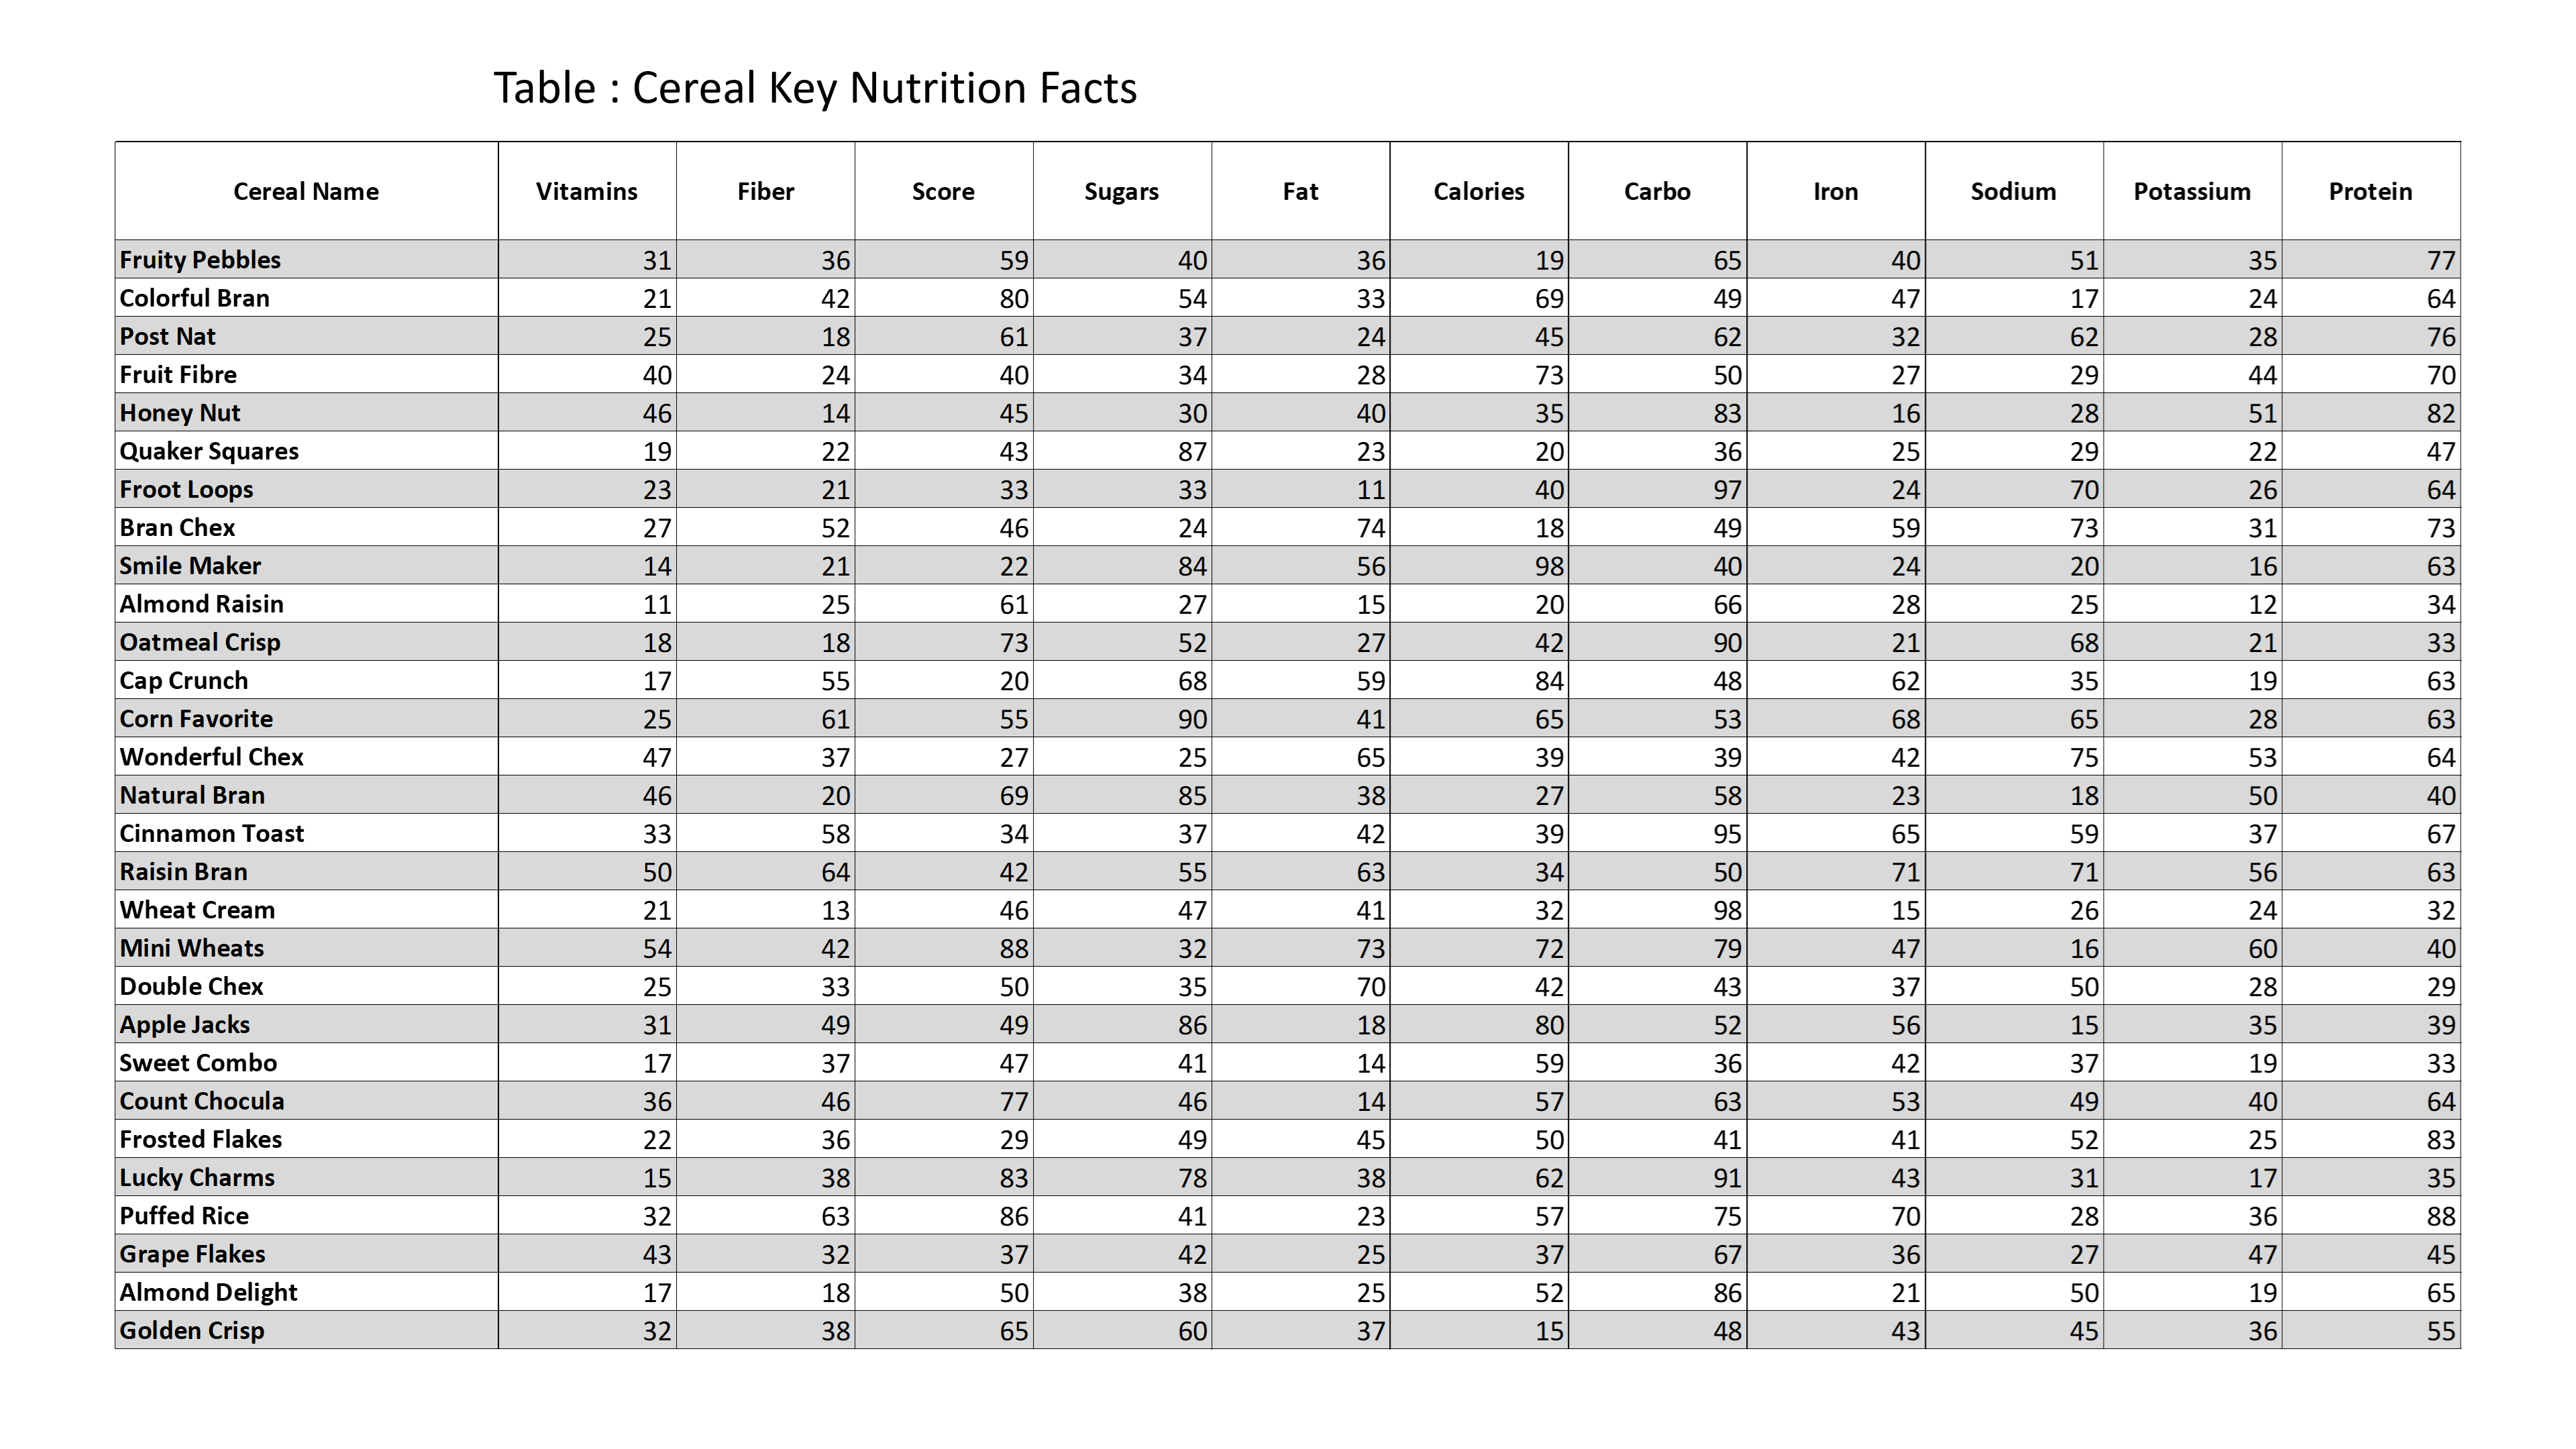 Table : Cereal Key Nutrition Facts
Cereal Name Vitamins Fiber Score Sugars Fat Calories Carbo Iron Sodium Potassium Protein
Fruity Pebbles 31 36 59 40 36 19 65 40 51 35 77
Colorful Bran 21 42 80 54 33 69 49 47 17 24 64
Post Nat 25 18 61 37 24 45 62 32 62 28 76
Fruit Fibre 40 24 40 34 28 73 50 27 29 44 70
Honey Nut 46 14 45 30 40 35 83 16 28 51 82
Quaker Squares 19 22 43 87 23 20 36 25 29 22 47
Froot Loops 23 21 33 33 11 40 97 24 70 26 64
Bran Chex 27 52 46 24 74 18 49 59 73 31 73
Smile Maker 14 21 22 84 56 98 40 24 20 16 63
Almond Raisin 11 25 61 27 15 20 66 28 25 12 34
Oatmeal Crisp 18 18 73 52 27 42 90 21 68 21 33
Cap Crunch 17 55 20 68 59 84 48 62 35 19 63
Corn Favorite 25 61 55 90 41 65 53 68 65 28 63
Wonderful Chex 47 37 27 25 65 39 39 42 75 53 64
Natural Bran 46 20 69 85 38 27 58 23 18 50 40
Cinnamon Toast 33 58 34 37 42 39 95 65 59 37 67
Raisin Bran 50 64 42 55 63 34 50 71 71 56 63
Wheat Cream 21 13 46 47 41 32 98 15 26 24 32
Mini Wheats 54 42 88 32 73 72 79 47 16 60 40
Double Chex 25 33 50 35 70 42 43 37 50 28 29
Apple Jacks 31 49 49 86 18 80 52 56 15 35 39
Sweet Combo 17 37 47 41 14 59 36 42 37 19 33
Count Chocula 36 46 77 46 14 57 63 53 49 40 64
Frosted Flakes 22 36 29 49 45 50 41 41 52 25 83
Lucky Charms 15 38 83 78 38 62 91 43 31 17 35
Puffed Rice 32 63 86 41 23 57 75 70 28 36 88
Grape Flakes 43 32 37 42 25 37 67 36 27 47 45
Almond Delight 17 18 50 38 25 52 86 21 50 19 65
Golden Crisp 32 38 65 60 37 15 48 43 45 36 55